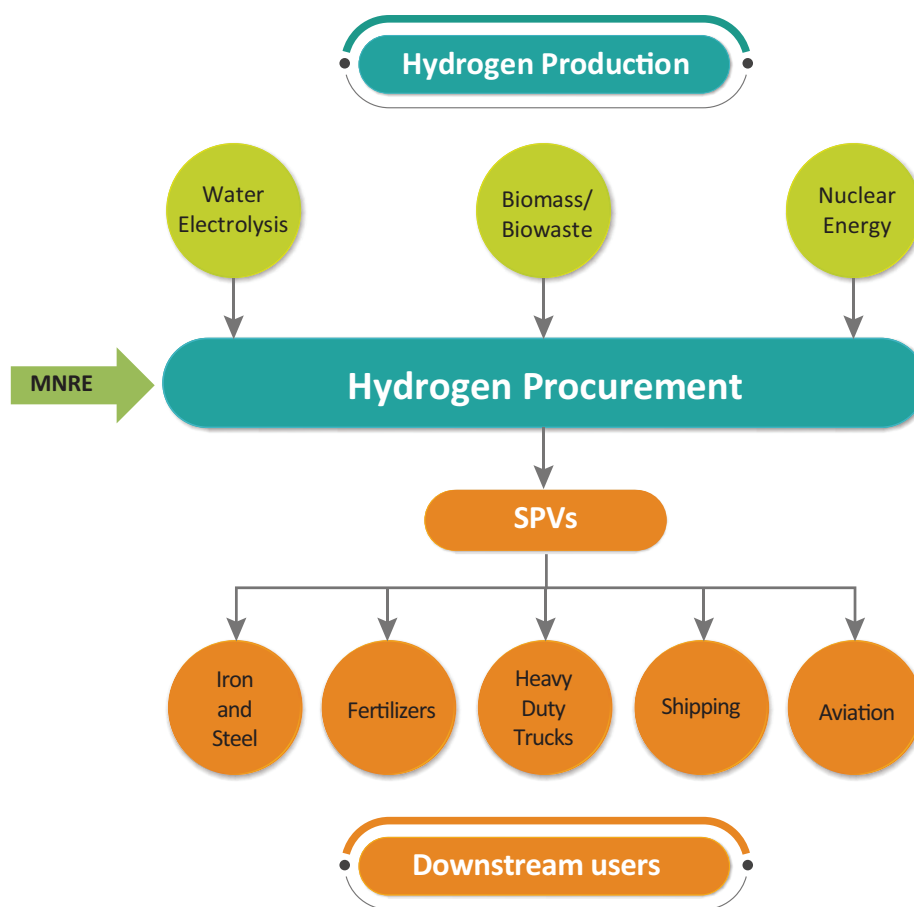 Hydrogen Production
Water
Electrolysis
Biomass/
Biowaste
Nuclear
Energy
MNRE
Hydrogen Procurement
SPVs
Iron
and
Steel
Fertilizers
Heavy
Duty
Trucks
Shipping
Aviation
Downstream users